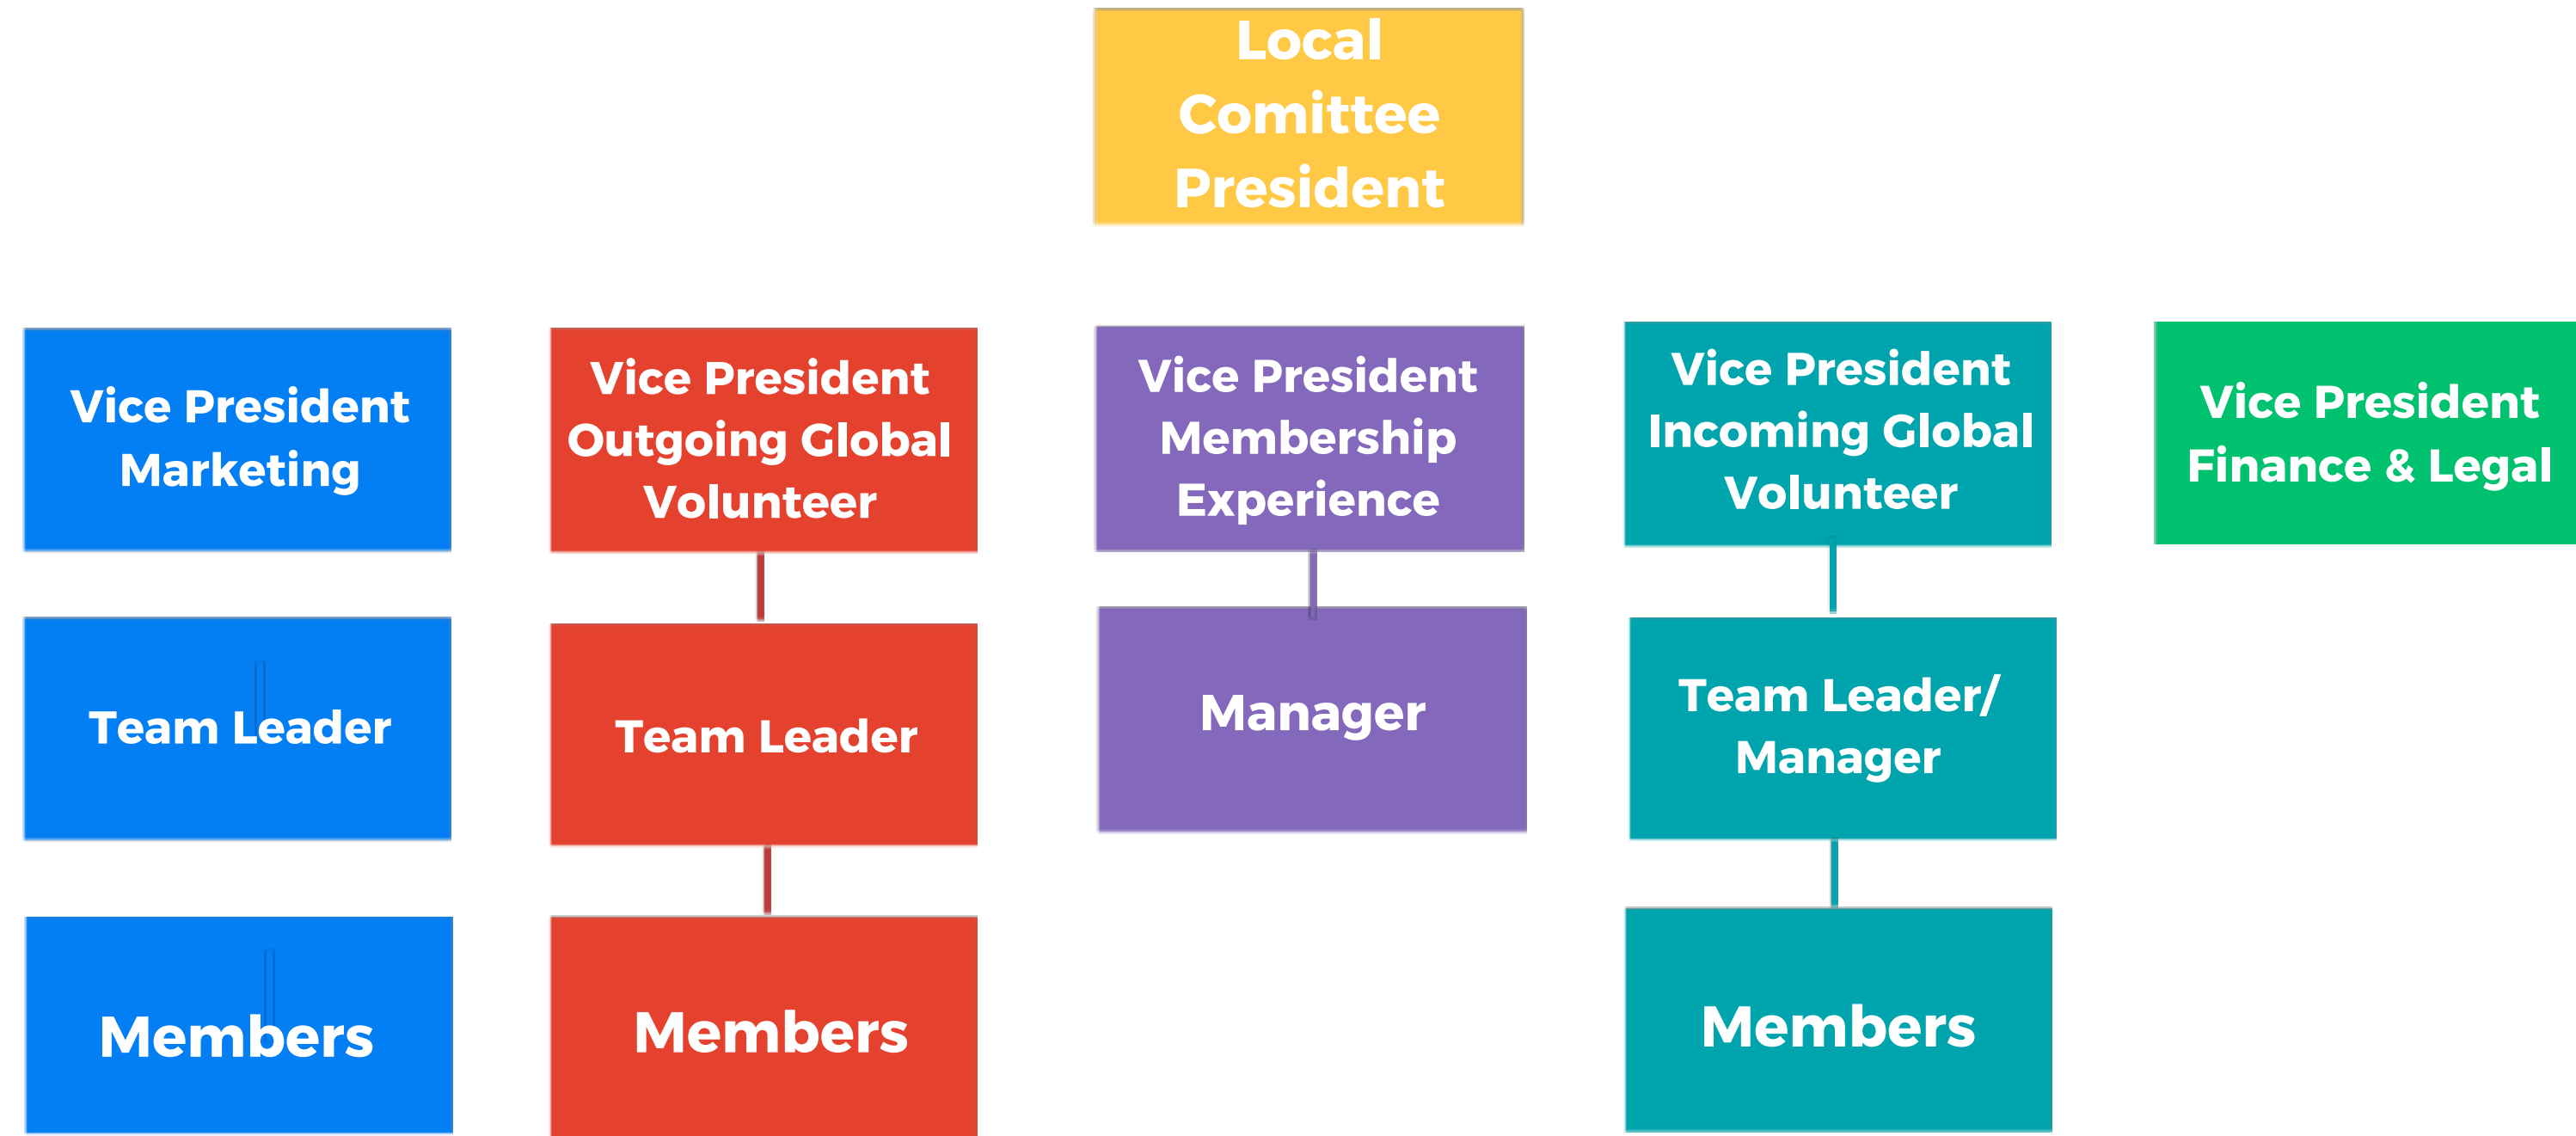 Local
Comittee
President
Vice President
Marketing
Vice President
Outgoing Global
Volunteer
Vice President
Membership
Experience
Vice President
Incoming Global
Volunteer
Vice President
Finance & Legal
Team Leader
Team Leader
Manager
Team Leader/
Manager
Members
Members
Members